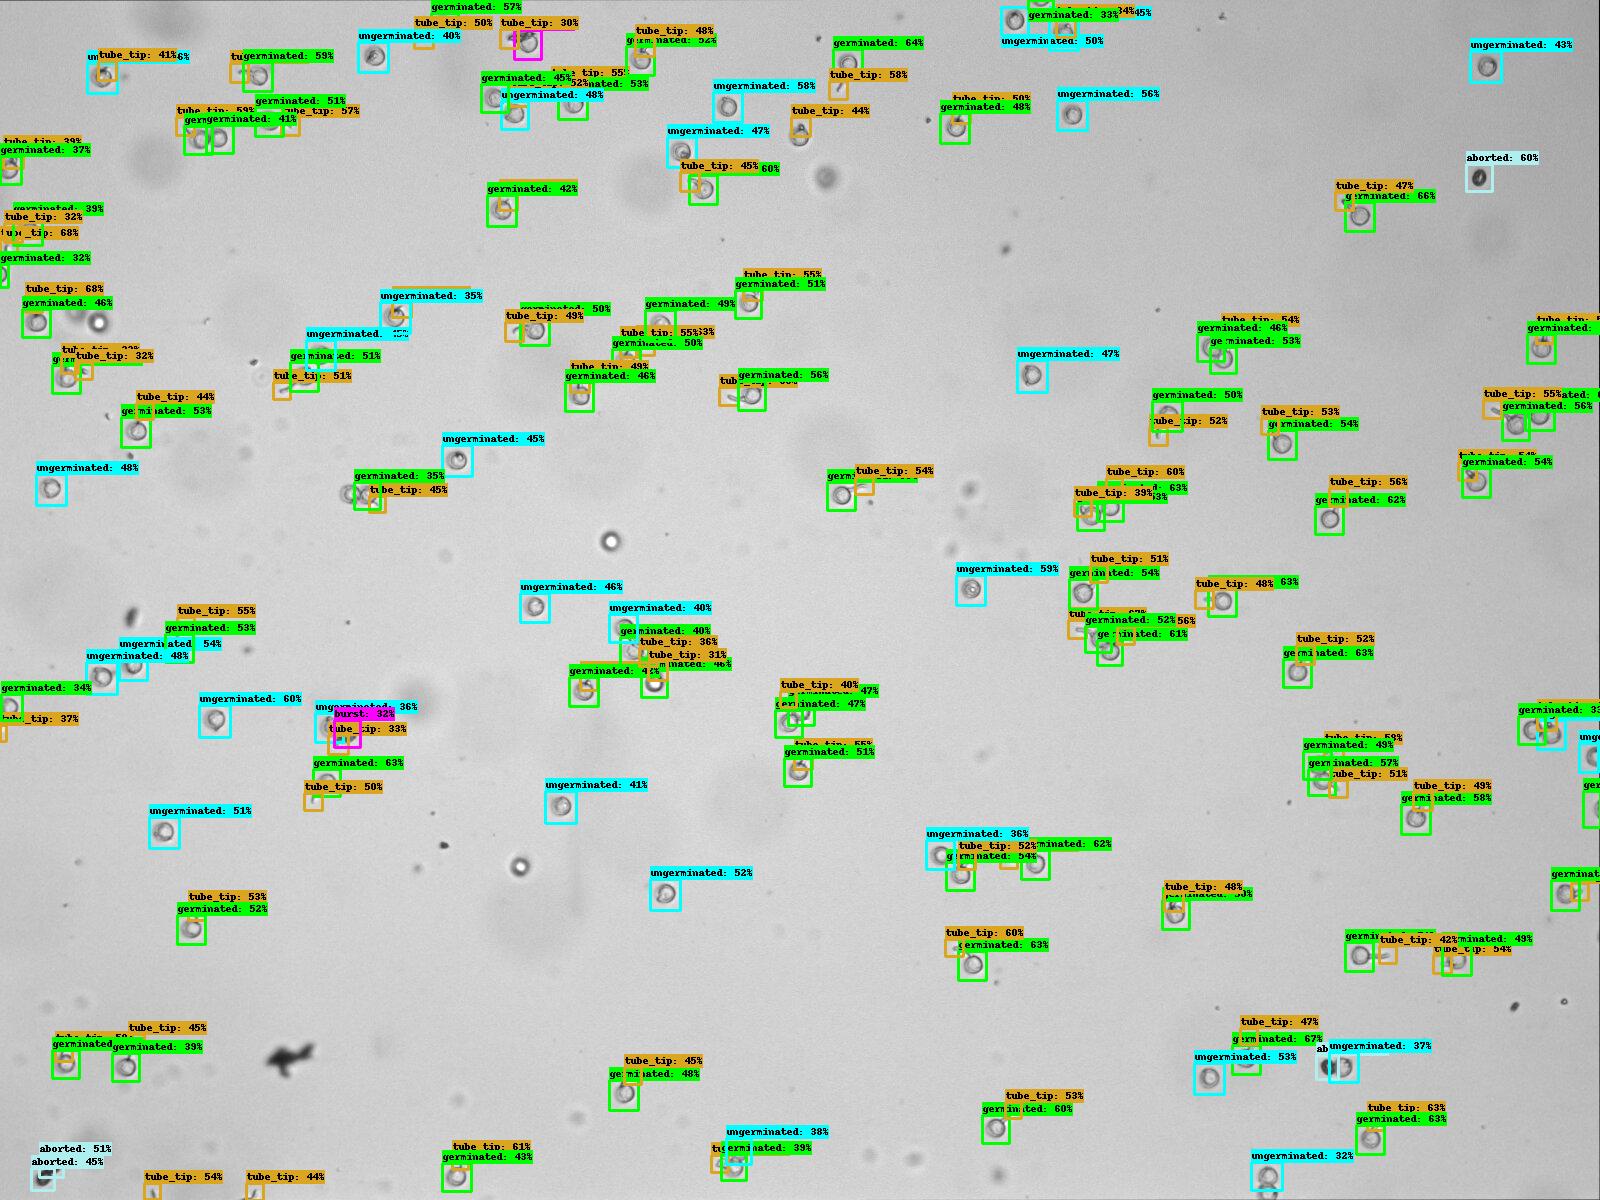 germinated: 57%
tube_tip: 50%
tube_tip: 30%
ungerminated: 40%
tube_tip: 48%
germinated: 64%
germinated: 33%
ungerminated: 50%
ungerminated: 43%
tube_tip: 41%
germinated: 59%
germinated: 45%
tube_tip: 58%
ungerminated: 58%
ungerminated: 48%
ungerminated: 56%
germinated: 48%
germinated: 51%
tube_tip: 44%
germinated: 41%
ungerminated: 47%
germinated: 37%
tube_tip: 45%
aborted: 60%
germinated: 42%
tube_tip: 47%
germinated: 66%
tube_tip: 32%
tube_tip: 68%
germinated: 32%
tube_tip: 68%
germinated: 46%
ungerminated: 35%
tube_tip: 55%
germinated: 51%
germinated: 49%
tube_tip: 49%
germinated: 50%
germinated: 46%
germinated: 53%
ungerminated: 47%
tube_tip: 32%
germinated: 51%
tube_tip: 51%
germinated: 46%
germinated: 56%
tube_tip: 44%
germinated: 53%
germinated: 50%
tube_tip: 52%
tube_tip: 53%
germinated: 54%
tube_tip: 55%
germinated: 56%
ungerminated: 45%
ungerminated: 48%
germinated: 35%
tube_tip: 45%
tube_tip: 54%
tube_tip: 60%
tube_tip: 39%
germinated: 54%
tube_tip: 56%
germinated: 62%
tube_tip: 51%
germinated: 54%
ungerminated: 59%
tube_tip: 48%
ungerminated: 46%
ungerminated: 40%
germinated: 40%
tube_tip: 36%
tube_tip: 31%
tube_tip: 55%
germinated: 53%
ungerminated: 48%
germinated: 52%
germinated: 61%
tube_tip: 52%
germinated: 63%
germinated: 34%
tube_tip: 37%
ungerminated: 60%
burst: 32%
tube_tip: 33%
tube_tip: 40%
germinated: 47%
germinated: 51%
germinated: 63%
tube_tip: 50%
germinated: 49%
germinated: 57%
tube_tip: 51%
tube_tip: 49%
germinated: 58%
ungerminated: 41%
ungerminated: 51%
ungerminated: 36%
tube_tip: 52%
ungerminated: 52%
tube_tip: 48%
tube_tip: 53%
germinated: 52%
tube_tip: 60%
germinated: 63%
tube_tip: 42%
tube_tip: 45%
germinated: 39%
tube_tip: 47%
germinated: 67%
ungerminated: 53%
ungerminated: 37%
tube_tip: 45%
germinated: 48%
tube_tip: 53%
germinated: 60%
tube_tip: 63%
germinated: 63%
aborted: 51%
aborted: 45%
tube_tip: 61%
germinated: 43%
ungerminated: 38%
germinated: 39%
ungerminated: 32%
tube_tip: 54%
tube_tip: 44%